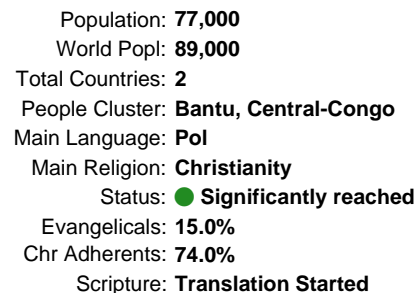 Population: 77,000
World Popl: 89,000
Total Countries: 2
People Cluster: Bantu, Central-Congo
Main Language: Pol
Main Religion: Christianity
Status: Significantly reached
Evangelicals: 15.0%
Chr Adherents: 74.0%
Scripture: Translation Started